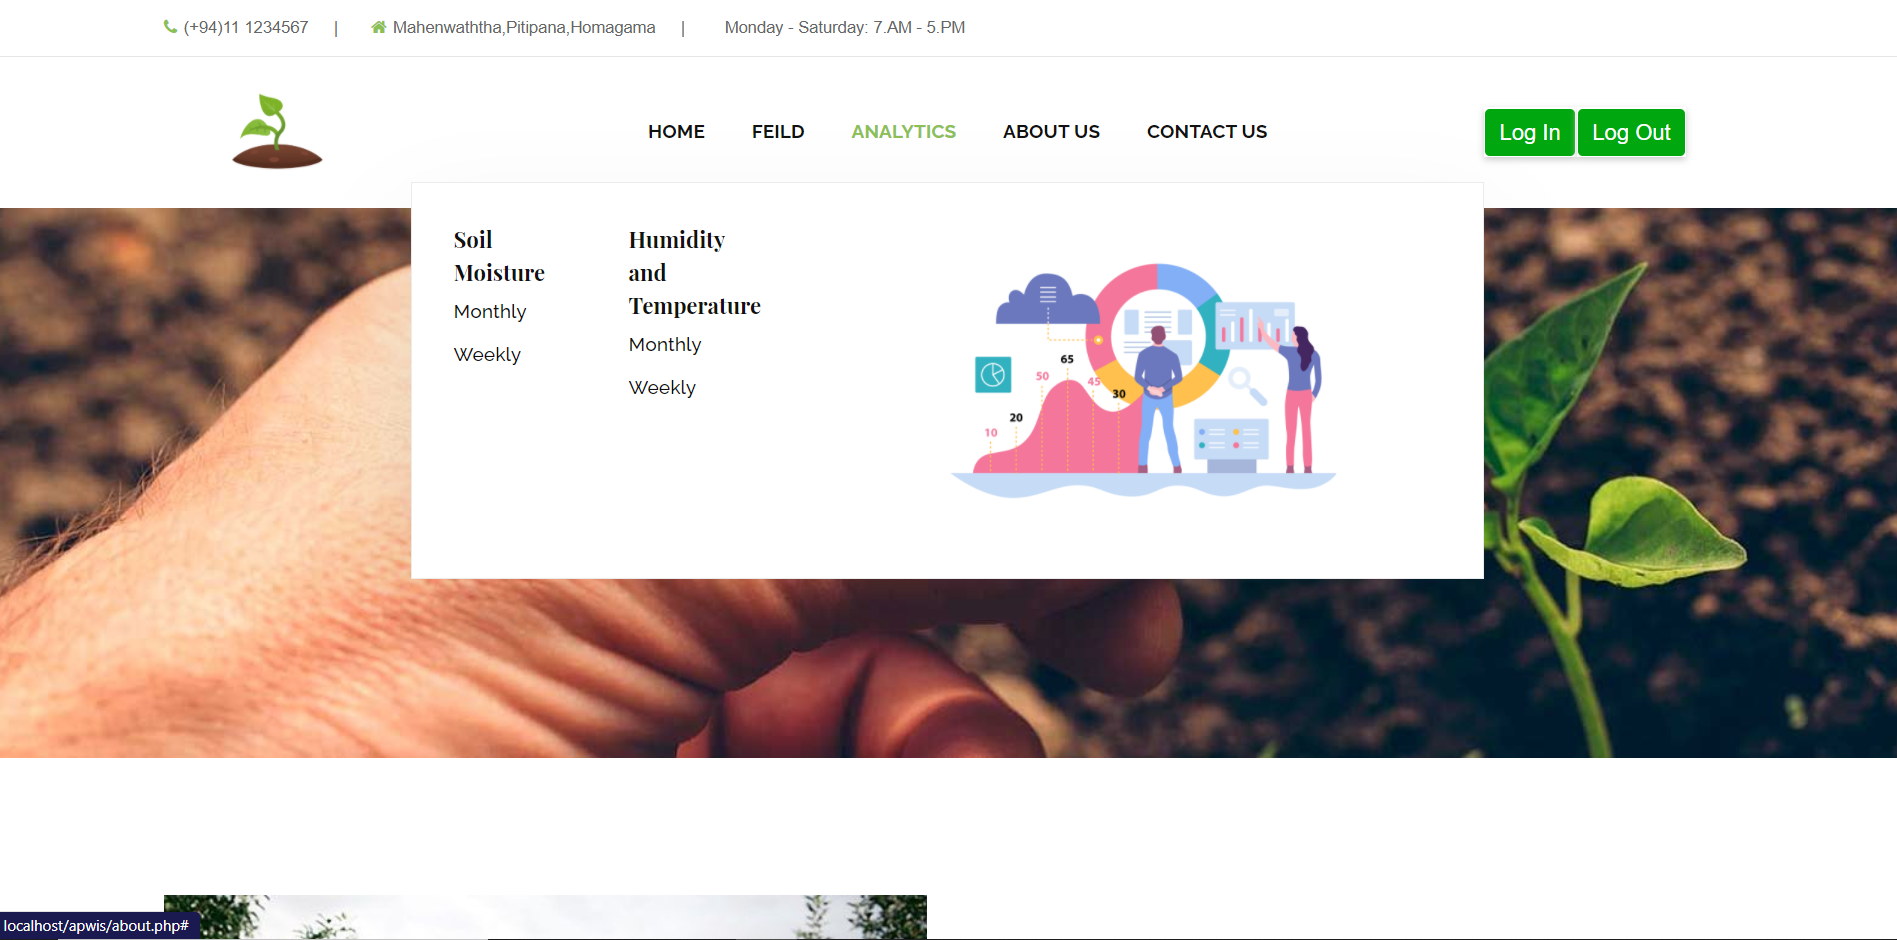 (+94)11 1234567 | Mahenwaththa,Pitipana,Homagama | Monday - Saturday: 7.AM - 5.PM
HOME FEILD ANALYTICS ABOUT US CONTACT US
Log In Log Out
Soil
Moisture
Monthly
Weekly
Humidity
and
Temperature
Monthly
Weekly
10
20
50
65
45
30
localhost/apwis/about.php#